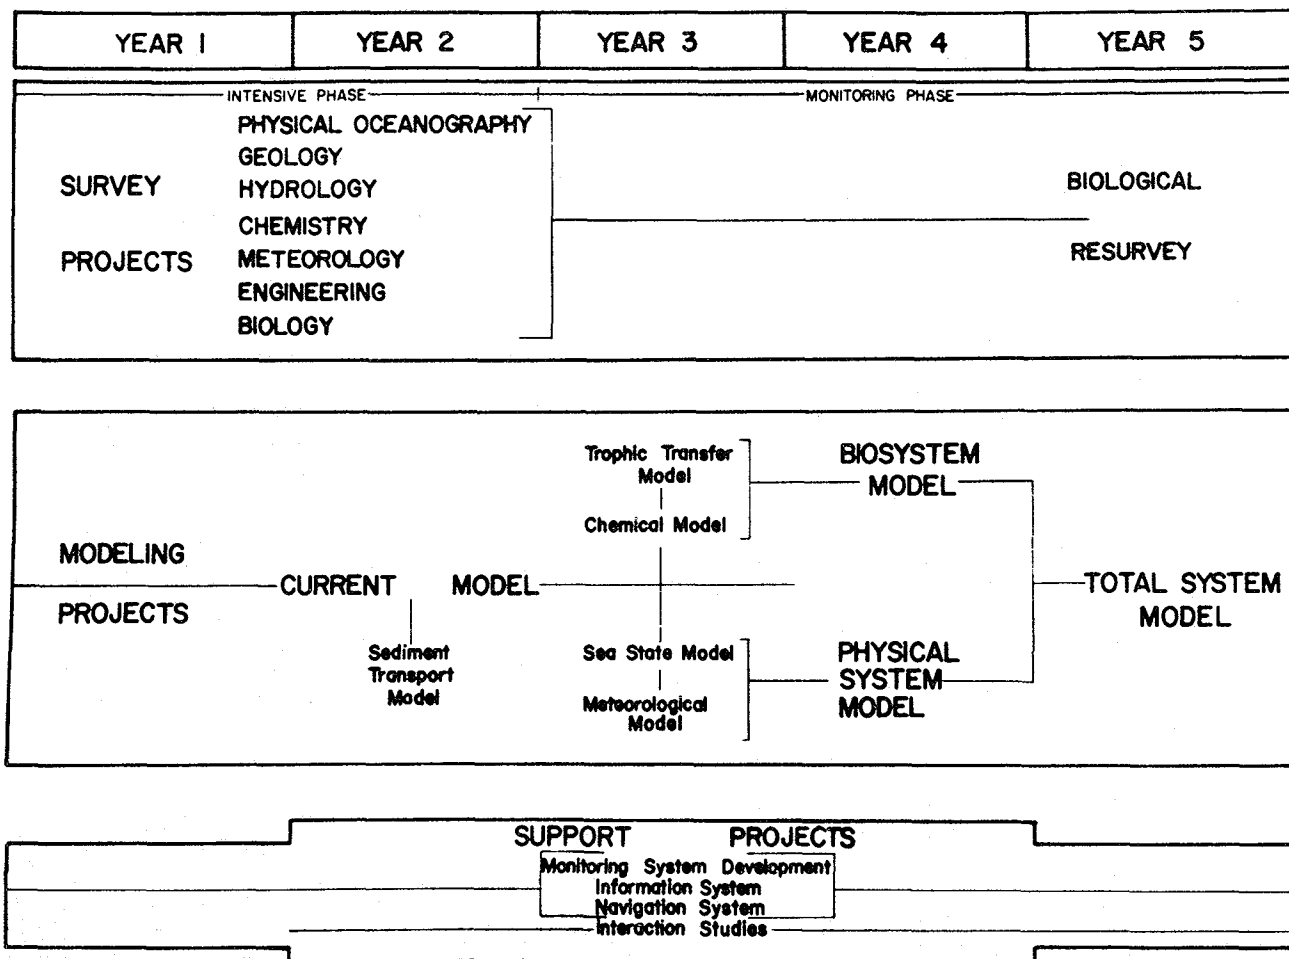 YEAR 1
YEAR 2
YEAR 3
YEAR 4
YEAR 5
INTENSIVE PHASE
MONITORING PHASE
SURVEY
PROJECTS
PHYSICAL OCEANOGRAPHY
GEOLOGY
HYDROLOGY
CHEMISTRY
METEOROLOGY
ENGINEERING
BIOLOGY
BIOLOGICAL
RESURVEY
MODELING
PROJECTS
CURRENT MODEL
Sediment
Transport
Model
Trophic Transfer
Model
Chemical Model
Sea State Model
Meteorological
Model
BIOSYSTEM
MODEL
PHYSICAL
SYSTEM
MODEL
TOTAL SYSTEM
MODEL
SUPPORT PROJECTS
Monitoring System Development
Information System
Navigation System
Interaction Studies